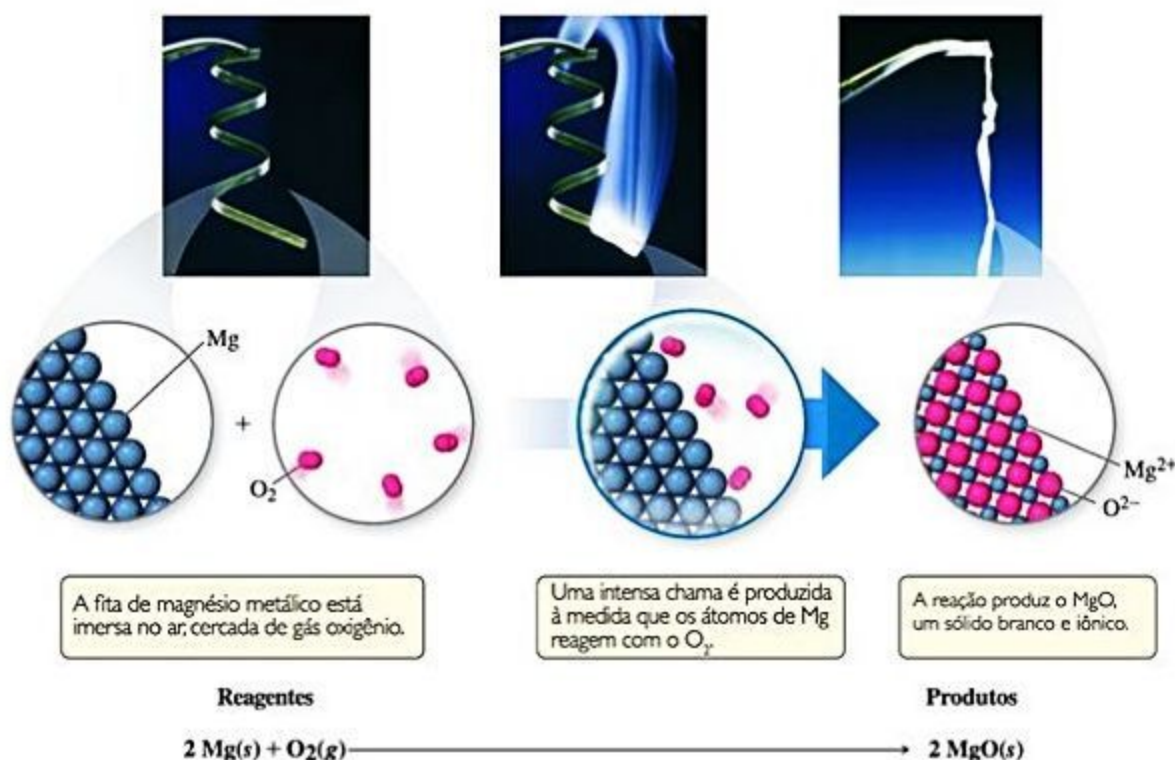 Mg
+
O₂
Mg²⁺
O²⁻
A fita de magnésio metálico está
imersa no ar, cercada de gás oxigênio.
Uma intensa chama é produzida
à medida que os átomos de Mg
reagem com o O₂.
A reação produz o MgO,
um sólido branco e iônico.
Reagentes
Produtos
2 Mg(s) + O₂(g) → 2 MgO(s)